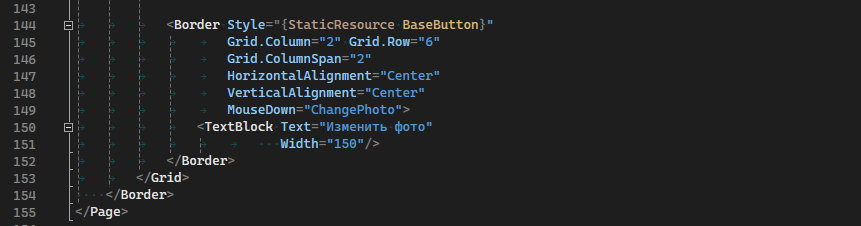 143
144 <Border Style="{StaticResource BaseButton}"
145 Grid.Column="2" Grid.Row="6"
146 Grid.ColumnSpan="2"
147 HorizontalAlignment="Center"
148 VerticalAlignment="Center"
149 MouseDown="ChangePhoto">
150 <TextBlock Text="Изменить фото"
151 Width="150"/>
152 </Border>
153 </Grid>
154 </Border>
155 </Page>